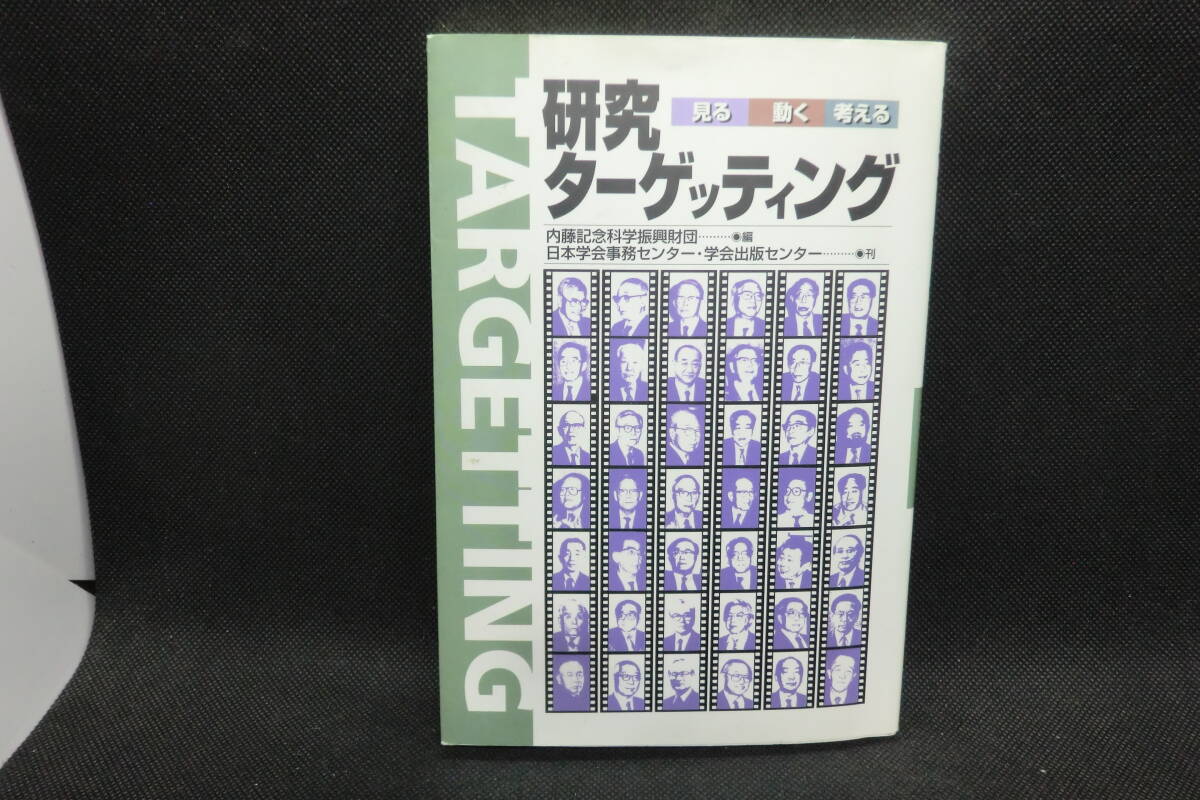 TARGETTING
研究
見る 動く 考える
ターゲッティング
内藤記念科学振興財団………◉編
日本学会事務センター・学会出版センター………◉刊